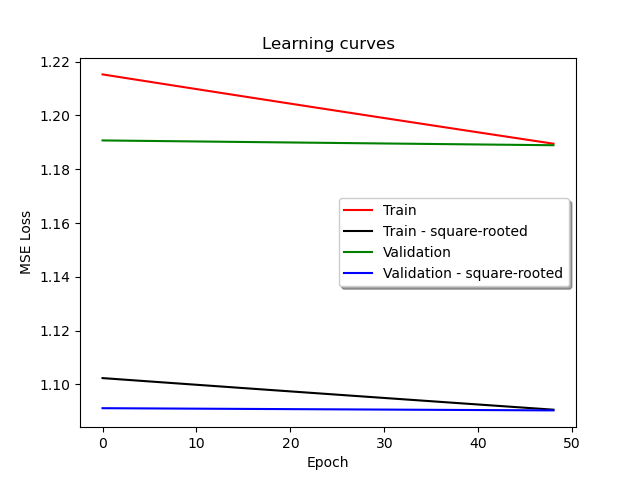 Learning curves
1.22
1.20
1.18
1.16
1.14
1.12
1.10
MSE Loss
Train
Train - square-rooted
Validation
Validation - square-rooted
0
10
20
30
40
50
Epoch